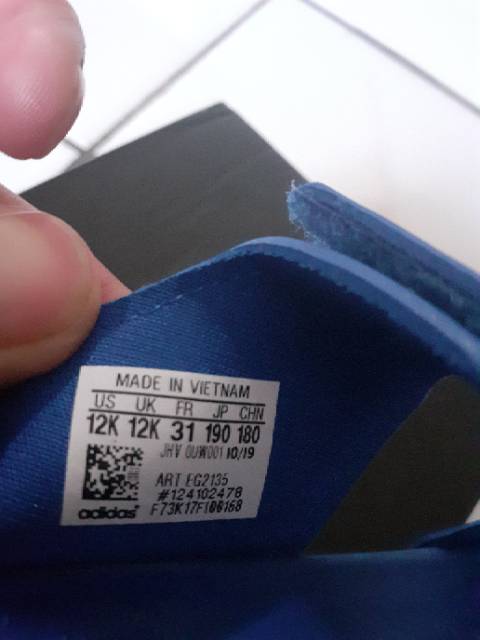 MADE IN VIETNAM
US UK FR JP CHN
12K 12K 31 190 180
JHV 0UW001 10/19
ART EG2135
#124102478
adidas